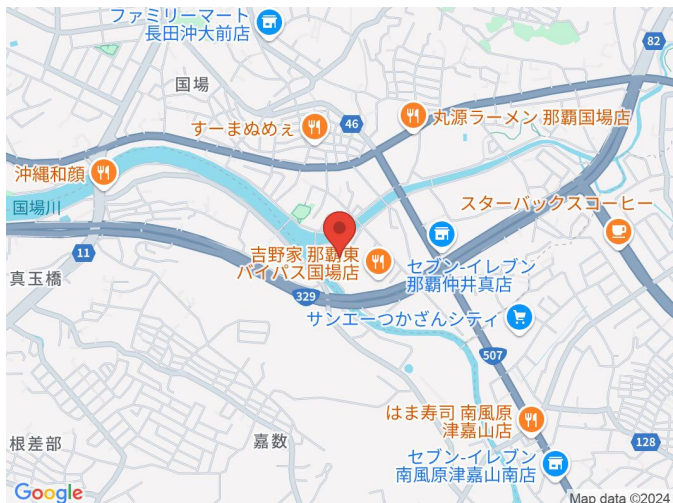 ファミリーマート
長田沖大前店
82
国場
46
すーまぬめぇ
丸源ラーメン 那覇国場店
沖縄和顔
国場川
スターバックスコーヒー
11
吉野家 那覇東
バイパス国場店
セブン-イレブン
那覇仲井真店
真玉橋
329
サンエーつかざんシティ
507
はま寿司 南風原
津嘉山店
嘉数
根差部
128
セブン-イレブン
南風原津嘉山南店
Google
Map data ©2024